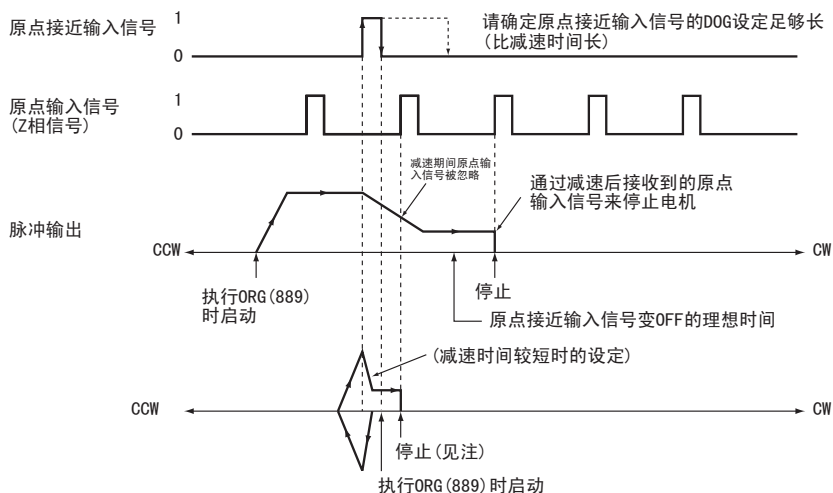 原点接近输入信号
1
0
请确定原点接近输入信号的DOG设定足够长
(比减速时间长)
原点输入信号
(Z相信号)
1
0
减速期间原点输
入信号被忽略
通过减速后接收到的原点
输入信号来停止电机
脉冲输出
CCW
CW
执行ORG(889)
时启动
停止
原点接近输入信号变OFF的理想时间
(减速时间较短时的设定)
CCW
CW
停止(见注)
执行ORG(889)时启动